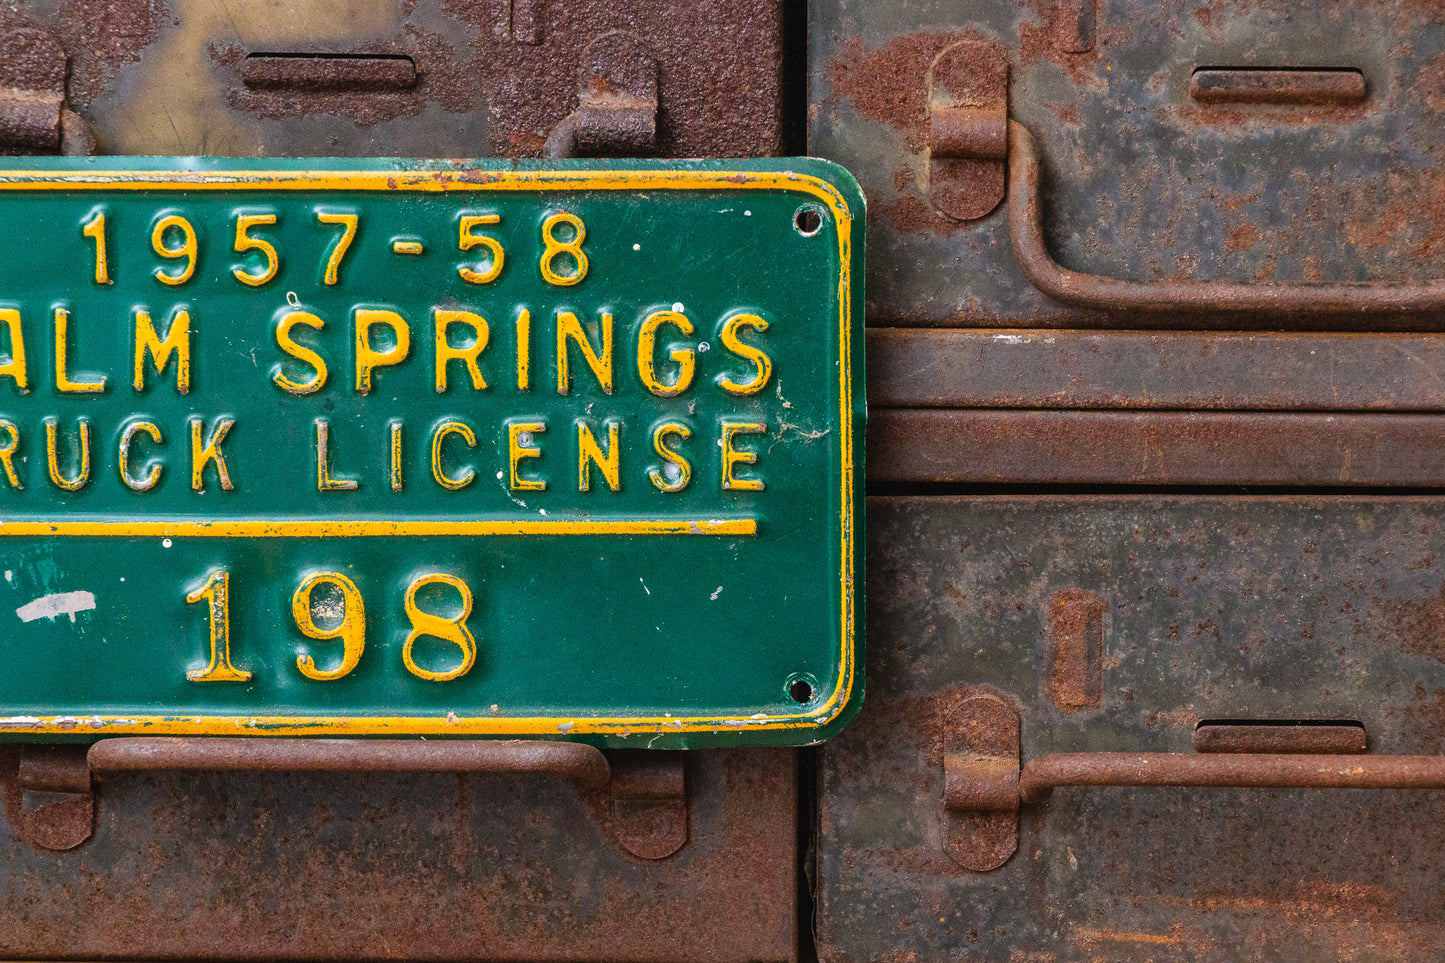 1957-58
ALM SPRINGS
RUCK LICENSE
198